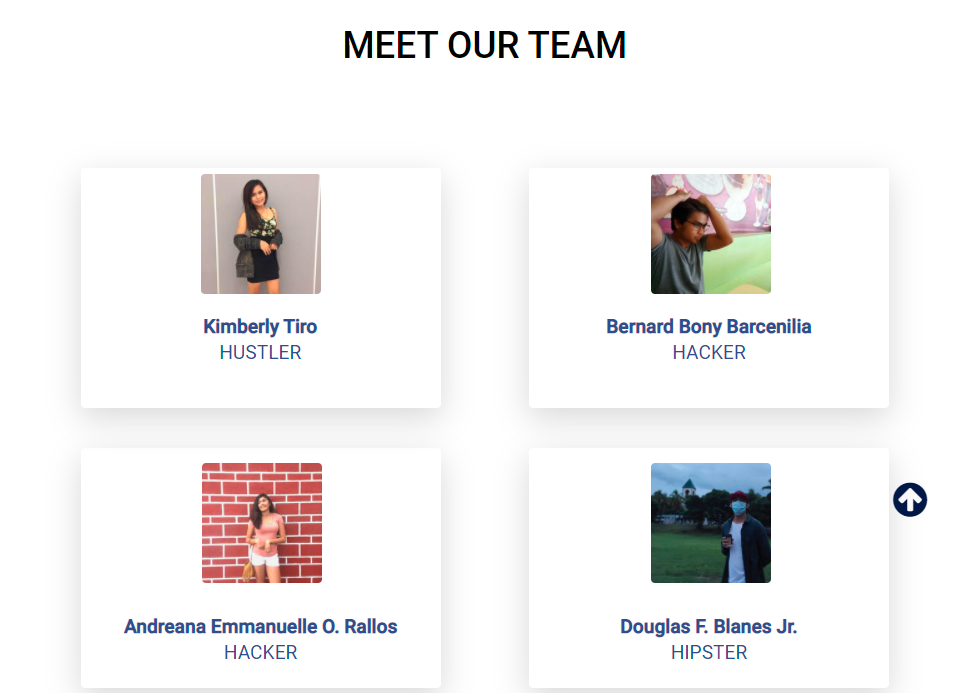 MEET OUR TEAM
Kimberly Tiro
HUSTLER
Bernard Bony Barcenilia
HACKER
Andreana Emmanuelle O. Rallos
HACKER
Douglas F. Blanes Jr.
HIPSTER